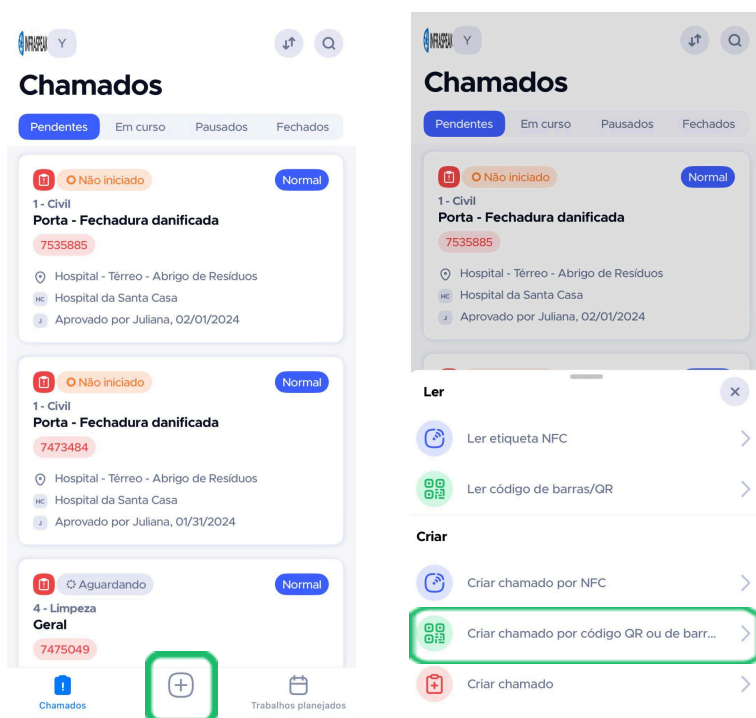 INFRASPEAK Y
Chamados
Pendentes Em curso Pausados Fechados
Não iniciado Normal
1 - Civil
Porta - Fechadura danificada
7535885
Hospital - Térreo - Abrigo de Resíduos
HC Hospital da Santa Casa
J Aprovado por Juliana, 02/01/2024
Não iniciado Normal
1 - Civil
Porta - Fechadura danificada
7473484
Hospital - Térreo - Abrigo de Resíduos
HC Hospital da Santa Casa
J Aprovado por Juliana, 01/31/2024
Aguardando Normal
4 - Limpeza
Geral
7475049
Chamados Trabalhos planejados
INFRASPEAK Y
Chamados
Pendentes Em curso Pausados Fechados
Não iniciado Normal
1 - Civil
Porta - Fechadura danificada
7535885
Hospital - Térreo - Abrigo de Resíduos
HC Hospital da Santa Casa
J Aprovado por Juliana, 02/01/2024
Ler
Ler etiqueta NFC
Ler código de barras/QR
Criar
Criar chamado por NFC
Criar chamado por código QR ou de barr...
Criar chamado